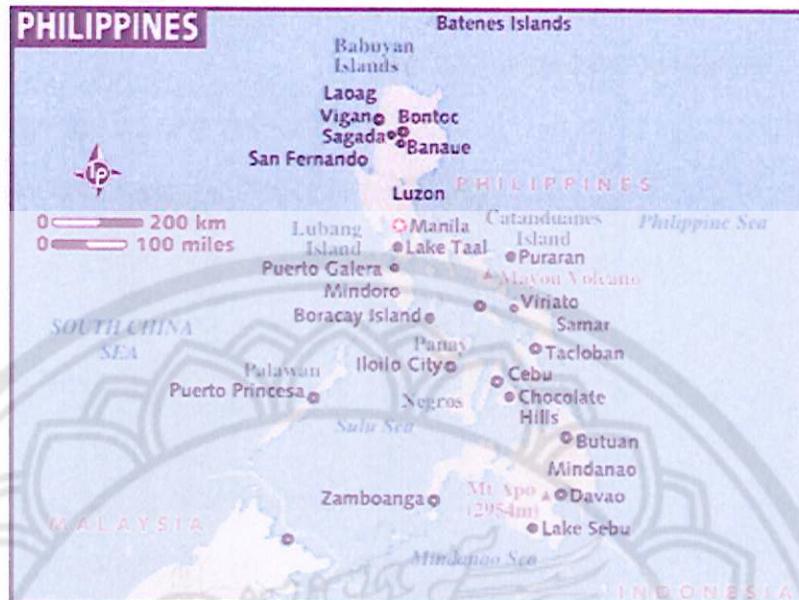 PHILIPPINES
Batenes Islands
Babuyan
Islands
Laoag
Vigan
Bontoc
Sagada
Banaue
San Fernando
PHILIPPINES
Luzon
LP
0 200 km
0 100 miles
Lubang
Island
Manila
Catanduanes
Island
Philippine Sea
Lake Taal
Puraran
Puerto Galera
Mayon Volcano
Mindoro
Viriato
Boracay Island
Samar
SOUTH CHINA
SEA
Panay
Tacloban
Palawan
Iloilo City
Cebu
Puerto Princesa
Negros
Chocolate
Hills
Sulu Sea
Butuan
Mindanao
Zamboanga
Mt Apo
(2954m)
Davao
MALAYSIA
Lake Sebu
Mindanao Sea
INDONESIA